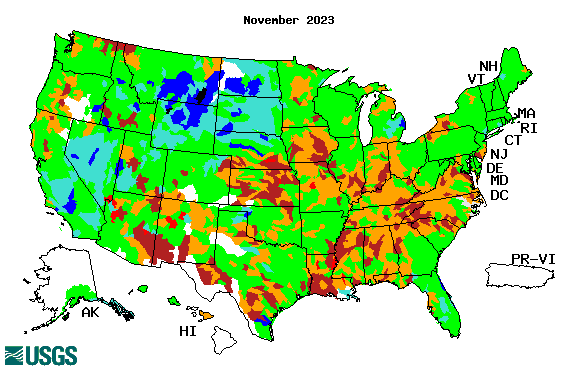 November 2023
NH
VT
MA
RI
CT
NJ
DE
MD
DC
PR-VI
AK
HI
USGS